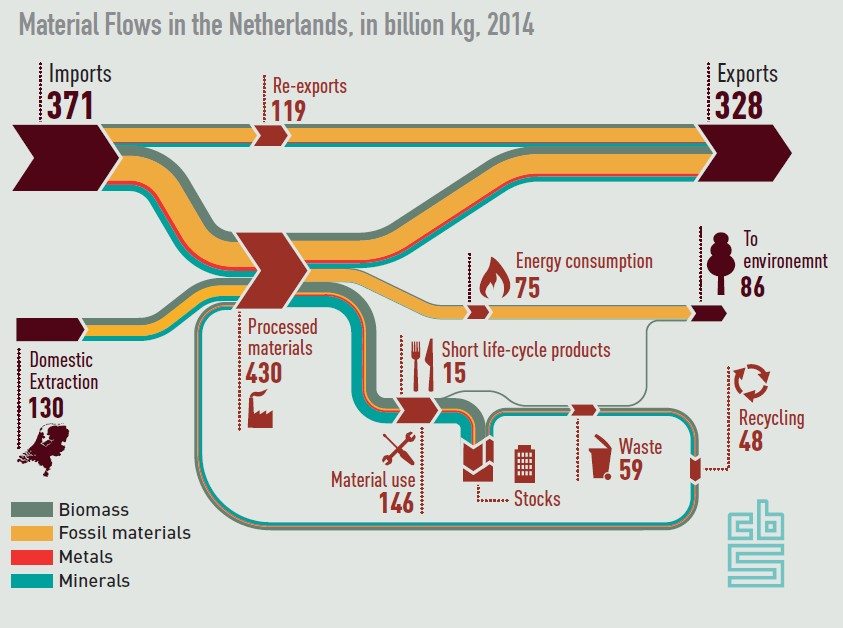 Material Flows in the Netherlands, in billion kg, 2014
Imports
371
Re-exports
119
Exports
328
To
environemnt
86
Energy consumption
75
Domestic
Extraction
130
Processed
materials
430
Short life-cycle products
15
Recycling
48
Waste
59
Material use
146
Stocks
Biomass
Fossil materials
Metals
Minerals
cbs